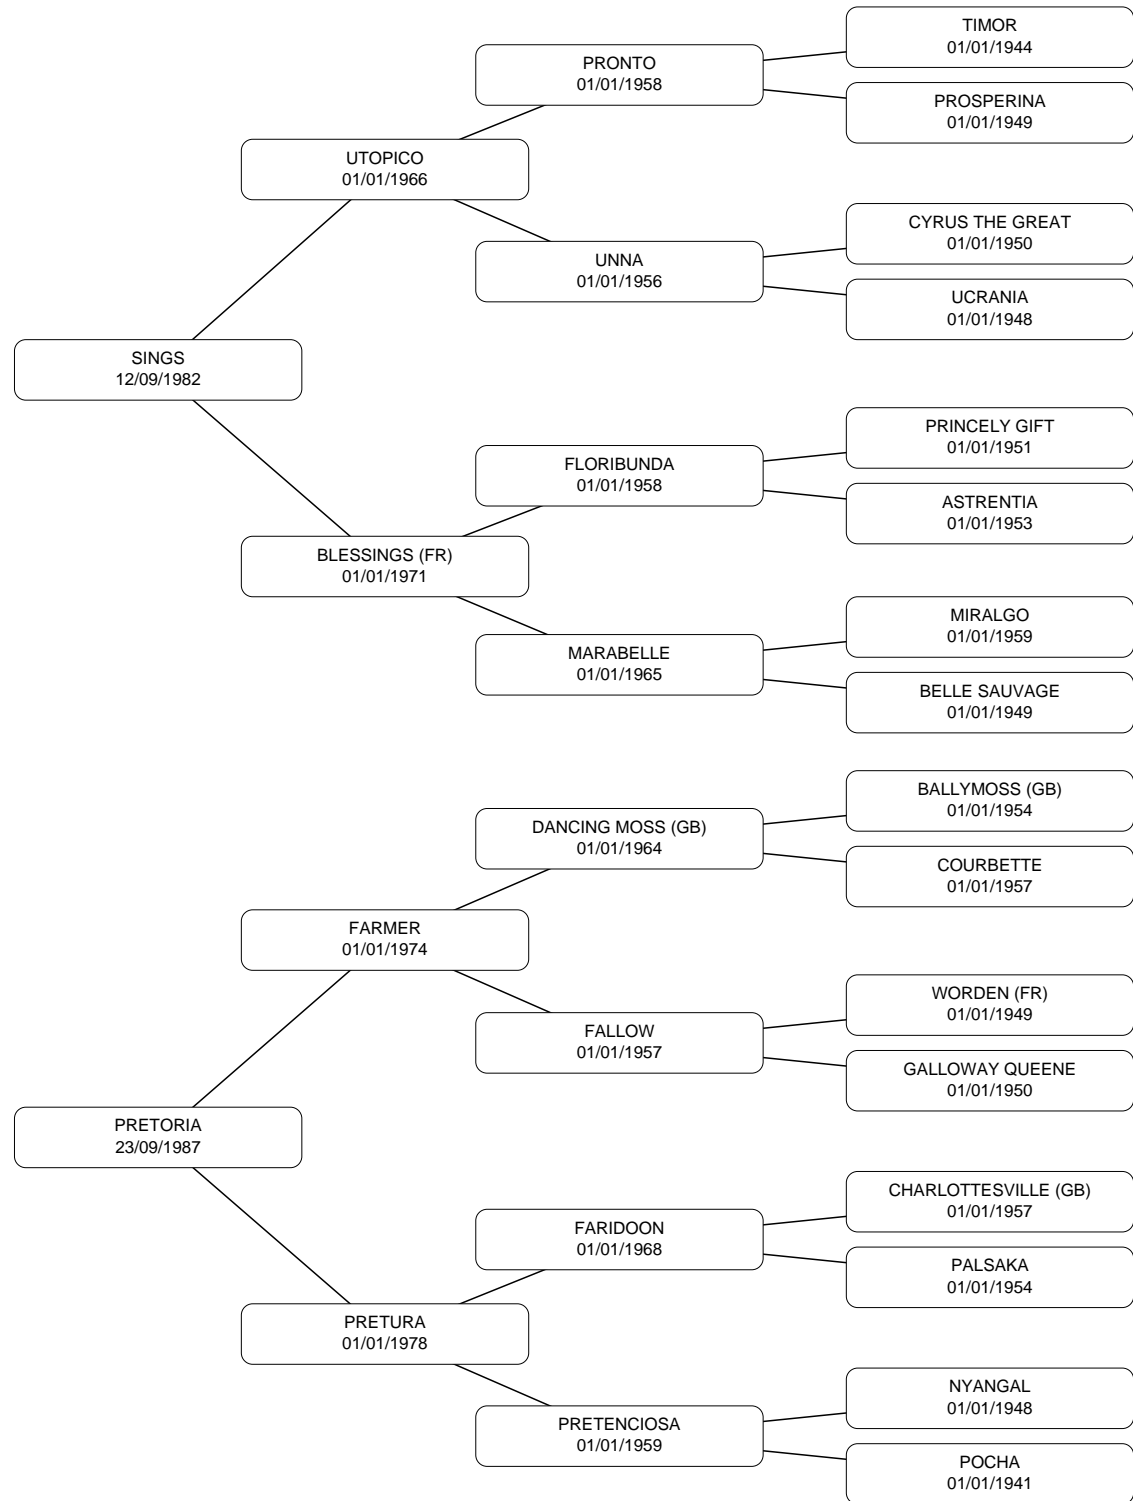 TIMOR
01/01/1944
PRONTO
01/01/1958
PROSPERINA
01/01/1949
UTOPICO
01/01/1966
CYRUS THE GREAT
01/01/1950
UNNA
01/01/1956
UCRANIA
01/01/1948
SINGS
12/09/1982
PRINCELY GIFT
01/01/1951
FLORIBUNDA
01/01/1958
ASTRENTIA
01/01/1953
BLESSINGS (FR)
01/01/1971
MIRALGO
01/01/1959
MARABELLE
01/01/1965
BELLE SAUVAGE
01/01/1949
BALLYMOSS (GB)
01/01/1954
DANCING MOSS (GB)
01/01/1964
COURBETTE
01/01/1957
FARMER
01/01/1974
WORDEN (FR)
01/01/1949
FALLOW
01/01/1957
GALLOWAY QUEENE
01/01/1950
PRETORIA
23/09/1987
CHARLOTTESVILLE (GB)
01/01/1957
FARIDOON
01/01/1968
PALSAKA
01/01/1954
PRETURA
01/01/1978
NYANGAL
01/01/1948
PRETENCIOSA
01/01/1959
POCHA
01/01/1941